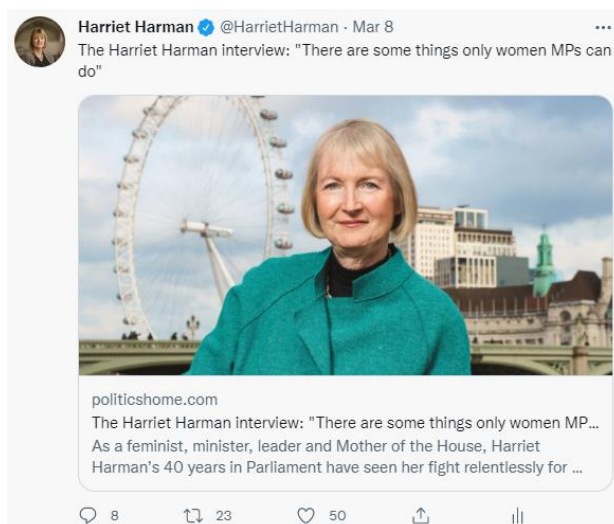 Harriet Harman @HarrietHarman · Mar 8
The Harriet Harman interview: "There are some things only women MPs can
do"
politicshome.com
The Harriet Harman interview: "There are some things only women MP...
As a feminist, minister, leader and Mother of the House, Harriet
Harman's 40 years in Parliament have seen her fight relentlessly for ...
8 23 50